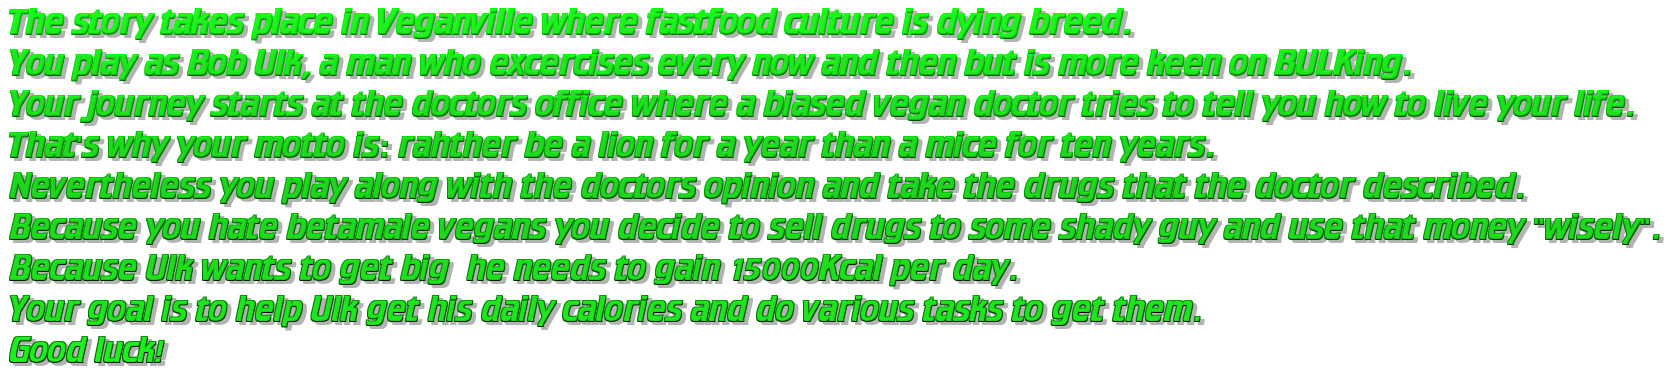 The story takes place in Veganville where fastfood culture is dying breed.
You play as Bob Ulk, a man who excercises every now and then but is more keen on BULKing.
Your journey starts at the doctors office where a biased vegan doctor tries to tell you how to live your life.
That's why your motto is: rahther be a lion for a year than a mice for ten years.
Nevertheless you play along with the doctors opinion and take the drugs that the doctor described.
Because you hate betamale vegans you decide to sell drugs to some shady guy and use that money "wisely".
Because Ulk wants to get big  he needs to gain 15000Kcal per day.
Your goal is to help Ulk get his daily calories and do various tasks to get them.
Good luck!